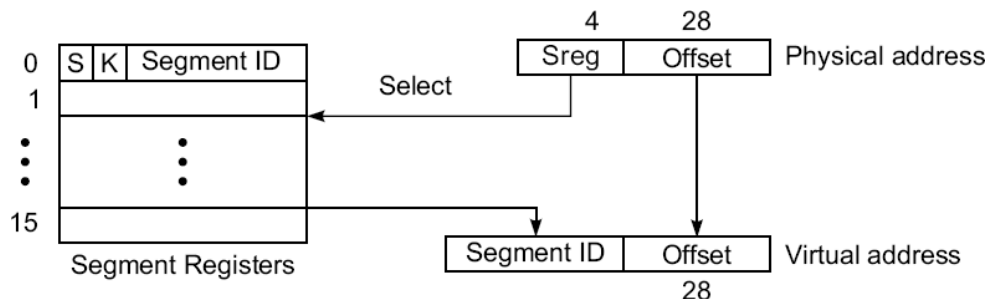 4 28
0 S K Segment ID Sreg Offset Physical address
1 Select
15
Segment ID Offset Virtual address
Segment Registers
28